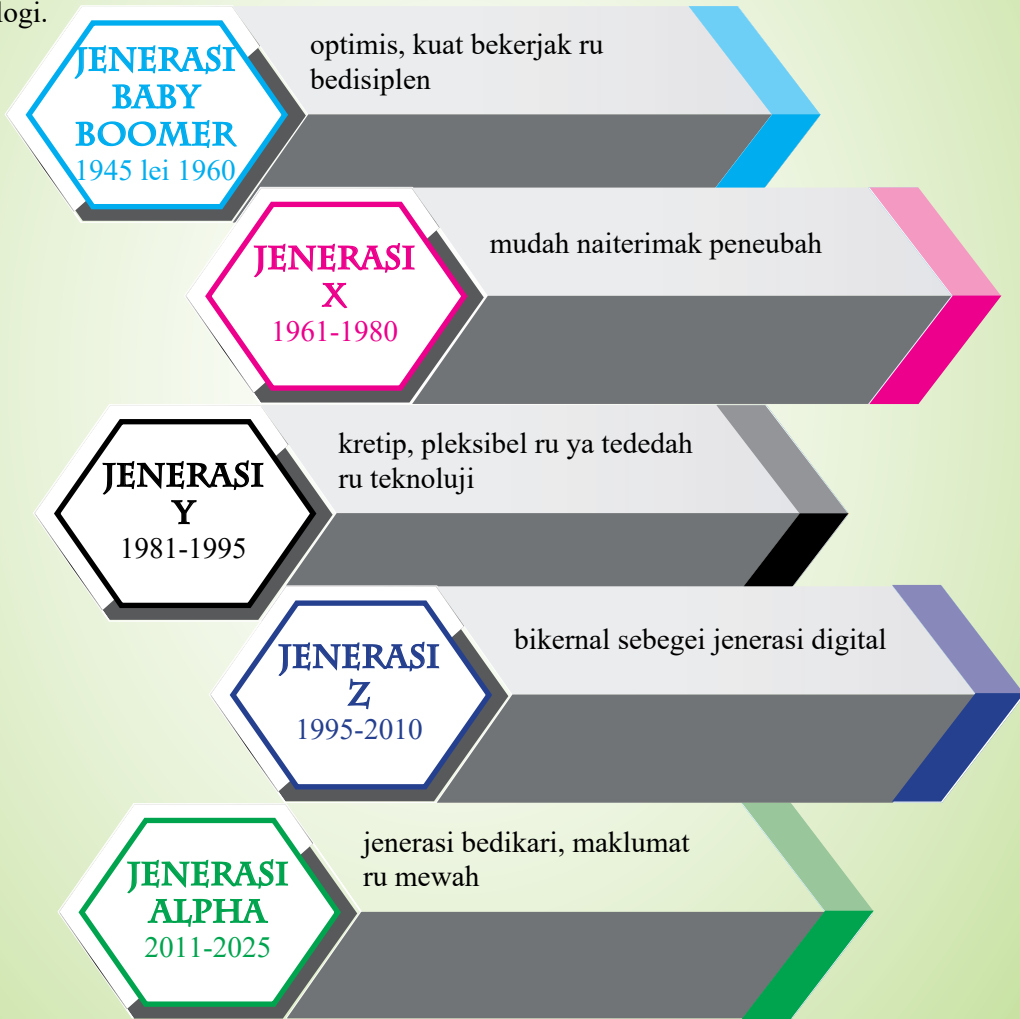 logi.
JENERASI
BABY
BOOMER
1945 lei 1960
optimis, kuat bekerjak ru
bedisiplen
JENERASI
X
1961-1980
mudah naiterimak peneubah
JENERASI
Y
1981-1995
kretip, pleksibel ru ya tededah
ru teknoluji
JENERASI
Z
1995-2010
bikernal sebegei jenerasi digital
JENERASI
ALPHA
2011-2025
jenerasi bedikari, maklumat
ru mewah